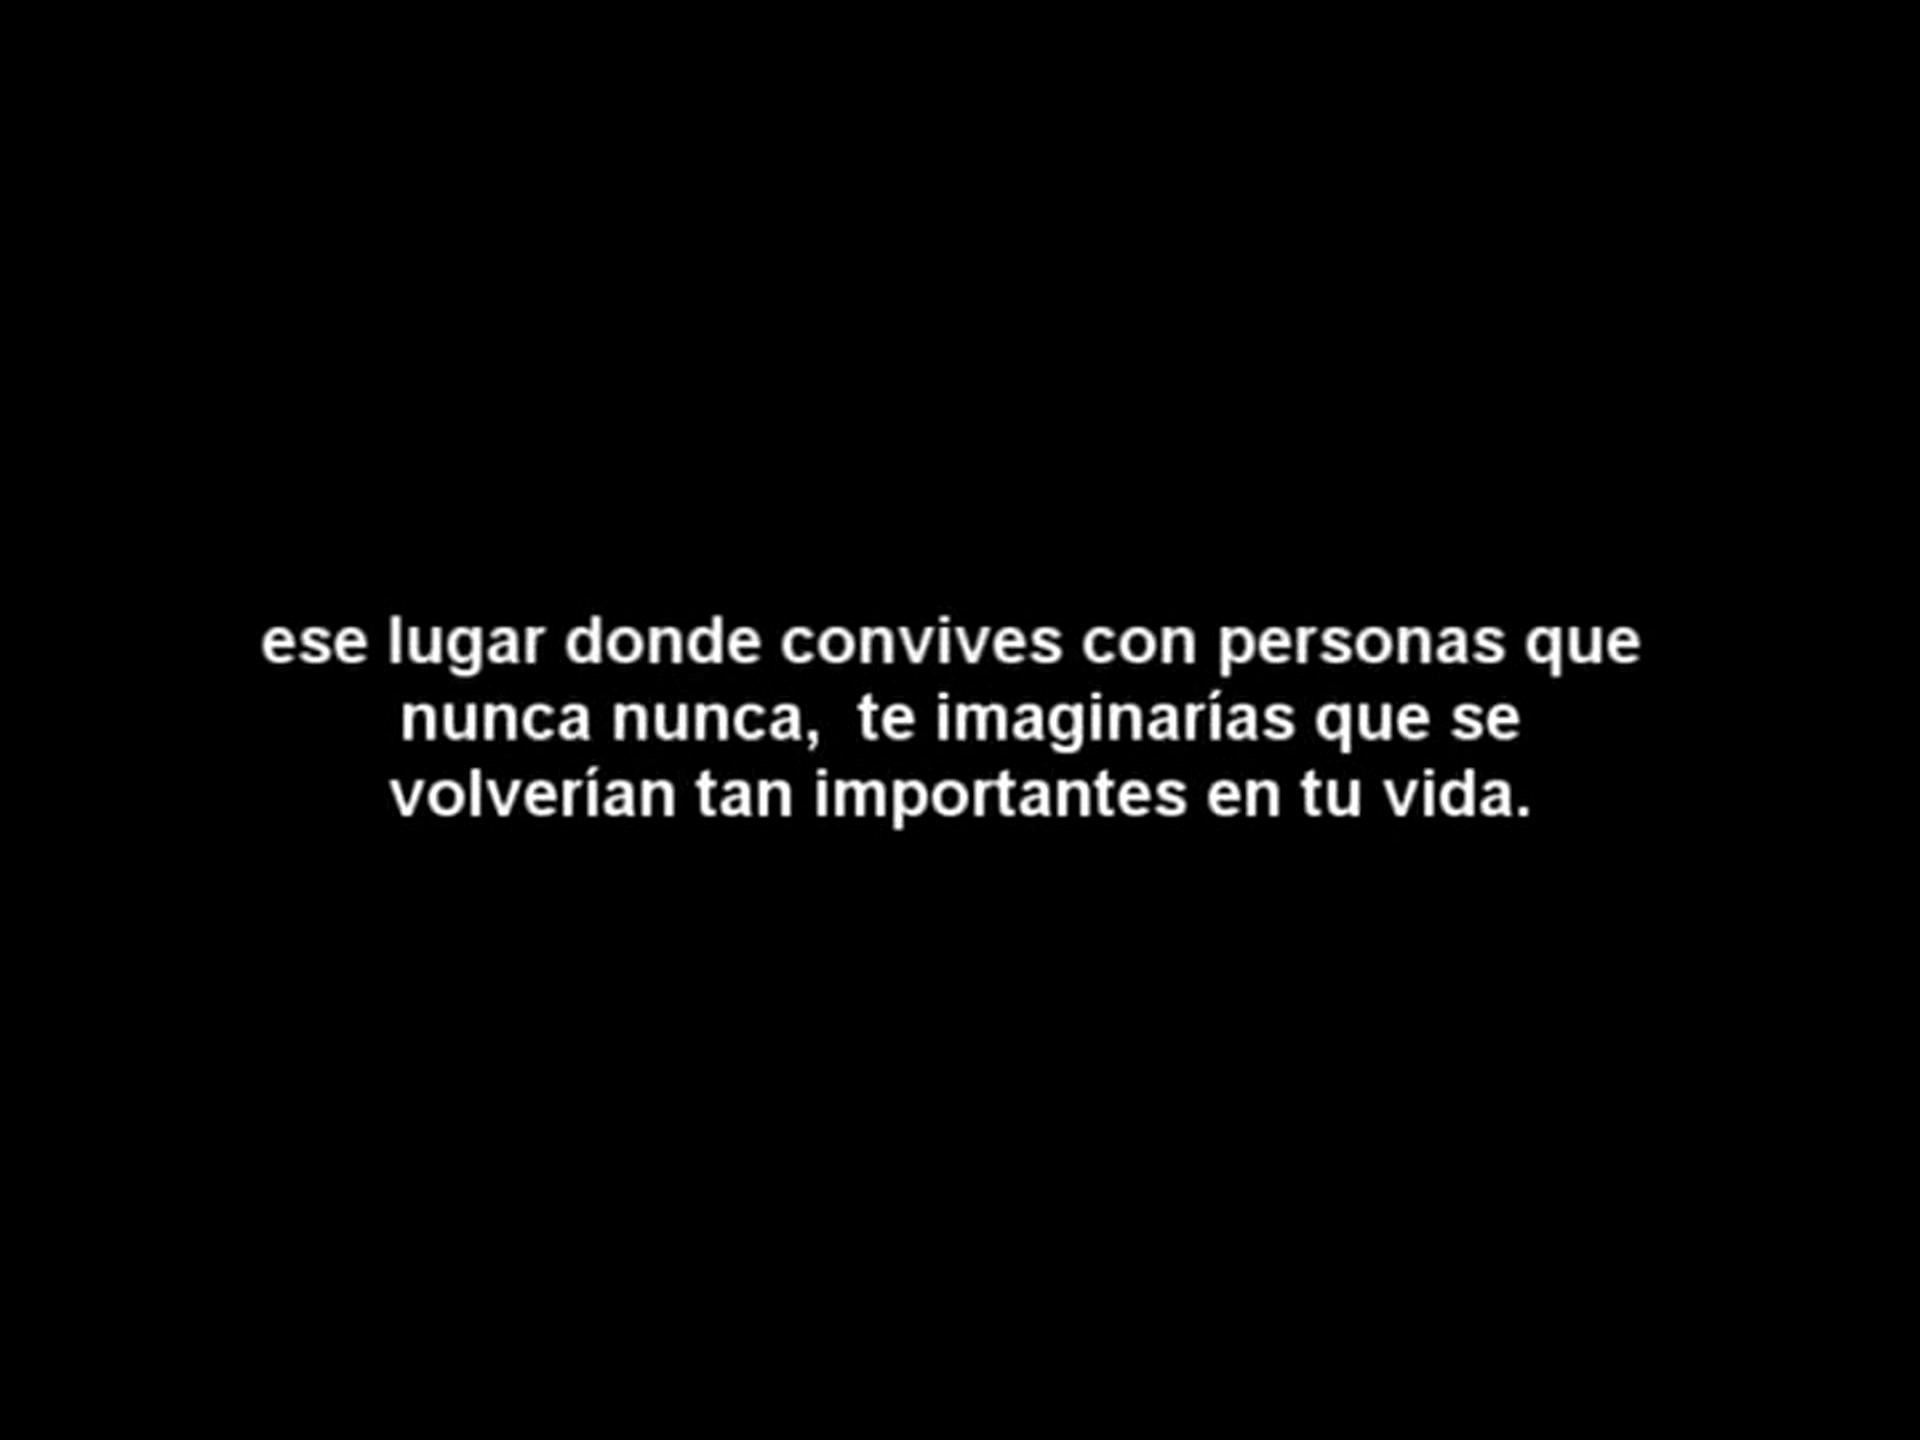 ese lugar donde convives con personas que
nunca nunca,  te imaginarías que se
volverían tan importantes en tu vida.